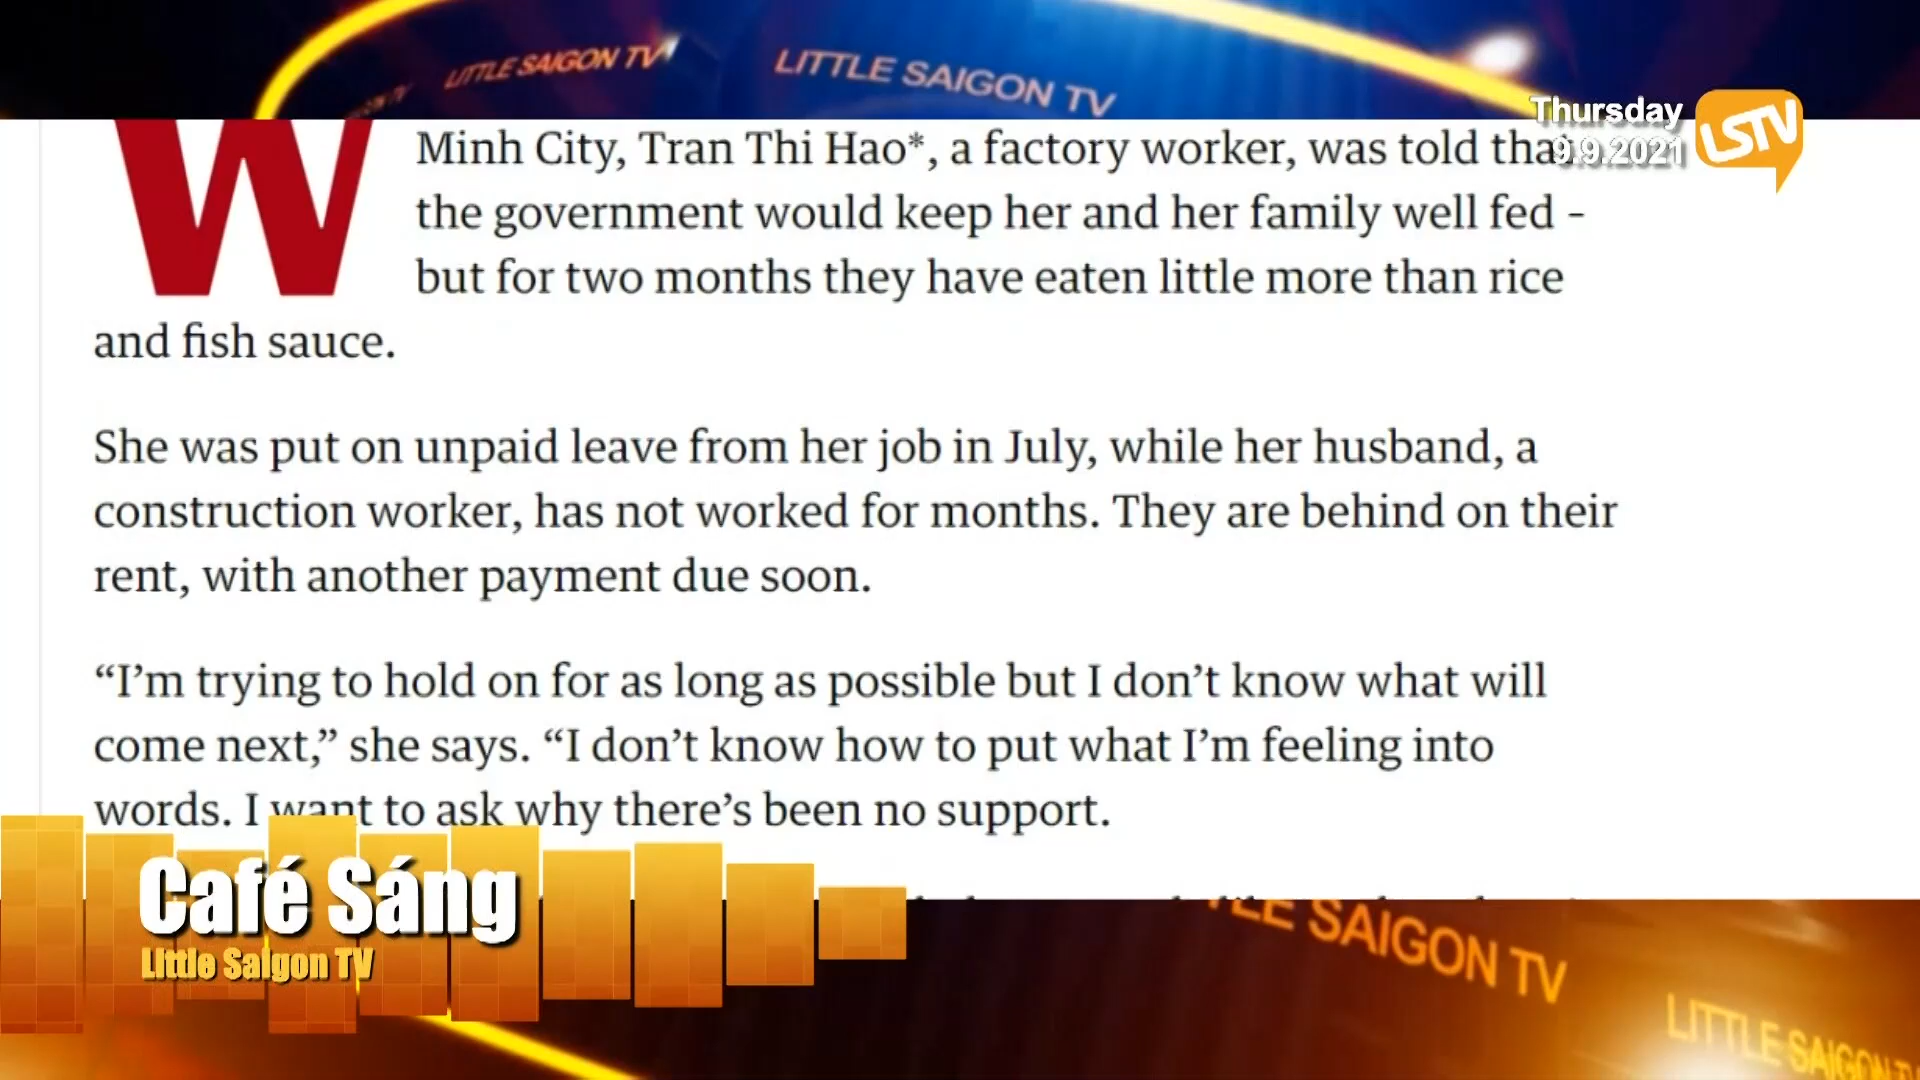 LITTLE SAIGON TV
LITTLE SAIGON TV
Thursday
9.9.2021
LSTV
W
Minh City, Tran Thi Hao*, a factory worker, was told that
the government would keep her and her family well fed –
but for two months they have eaten little more than rice
and fish sauce.
She was put on unpaid leave from her job in July, while her husband, a
construction worker, has not worked for months. They are behind on their
rent, with another payment due soon.
“I’m trying to hold on for as long as possible but I don’t know what will
come next,” she says. “I don’t know how to put what I’m feeling into
words. I want to ask why there’s been no support.
Café Sáng
Little Saigon TV
SAIGON TV
LITTLE SAIGON TV